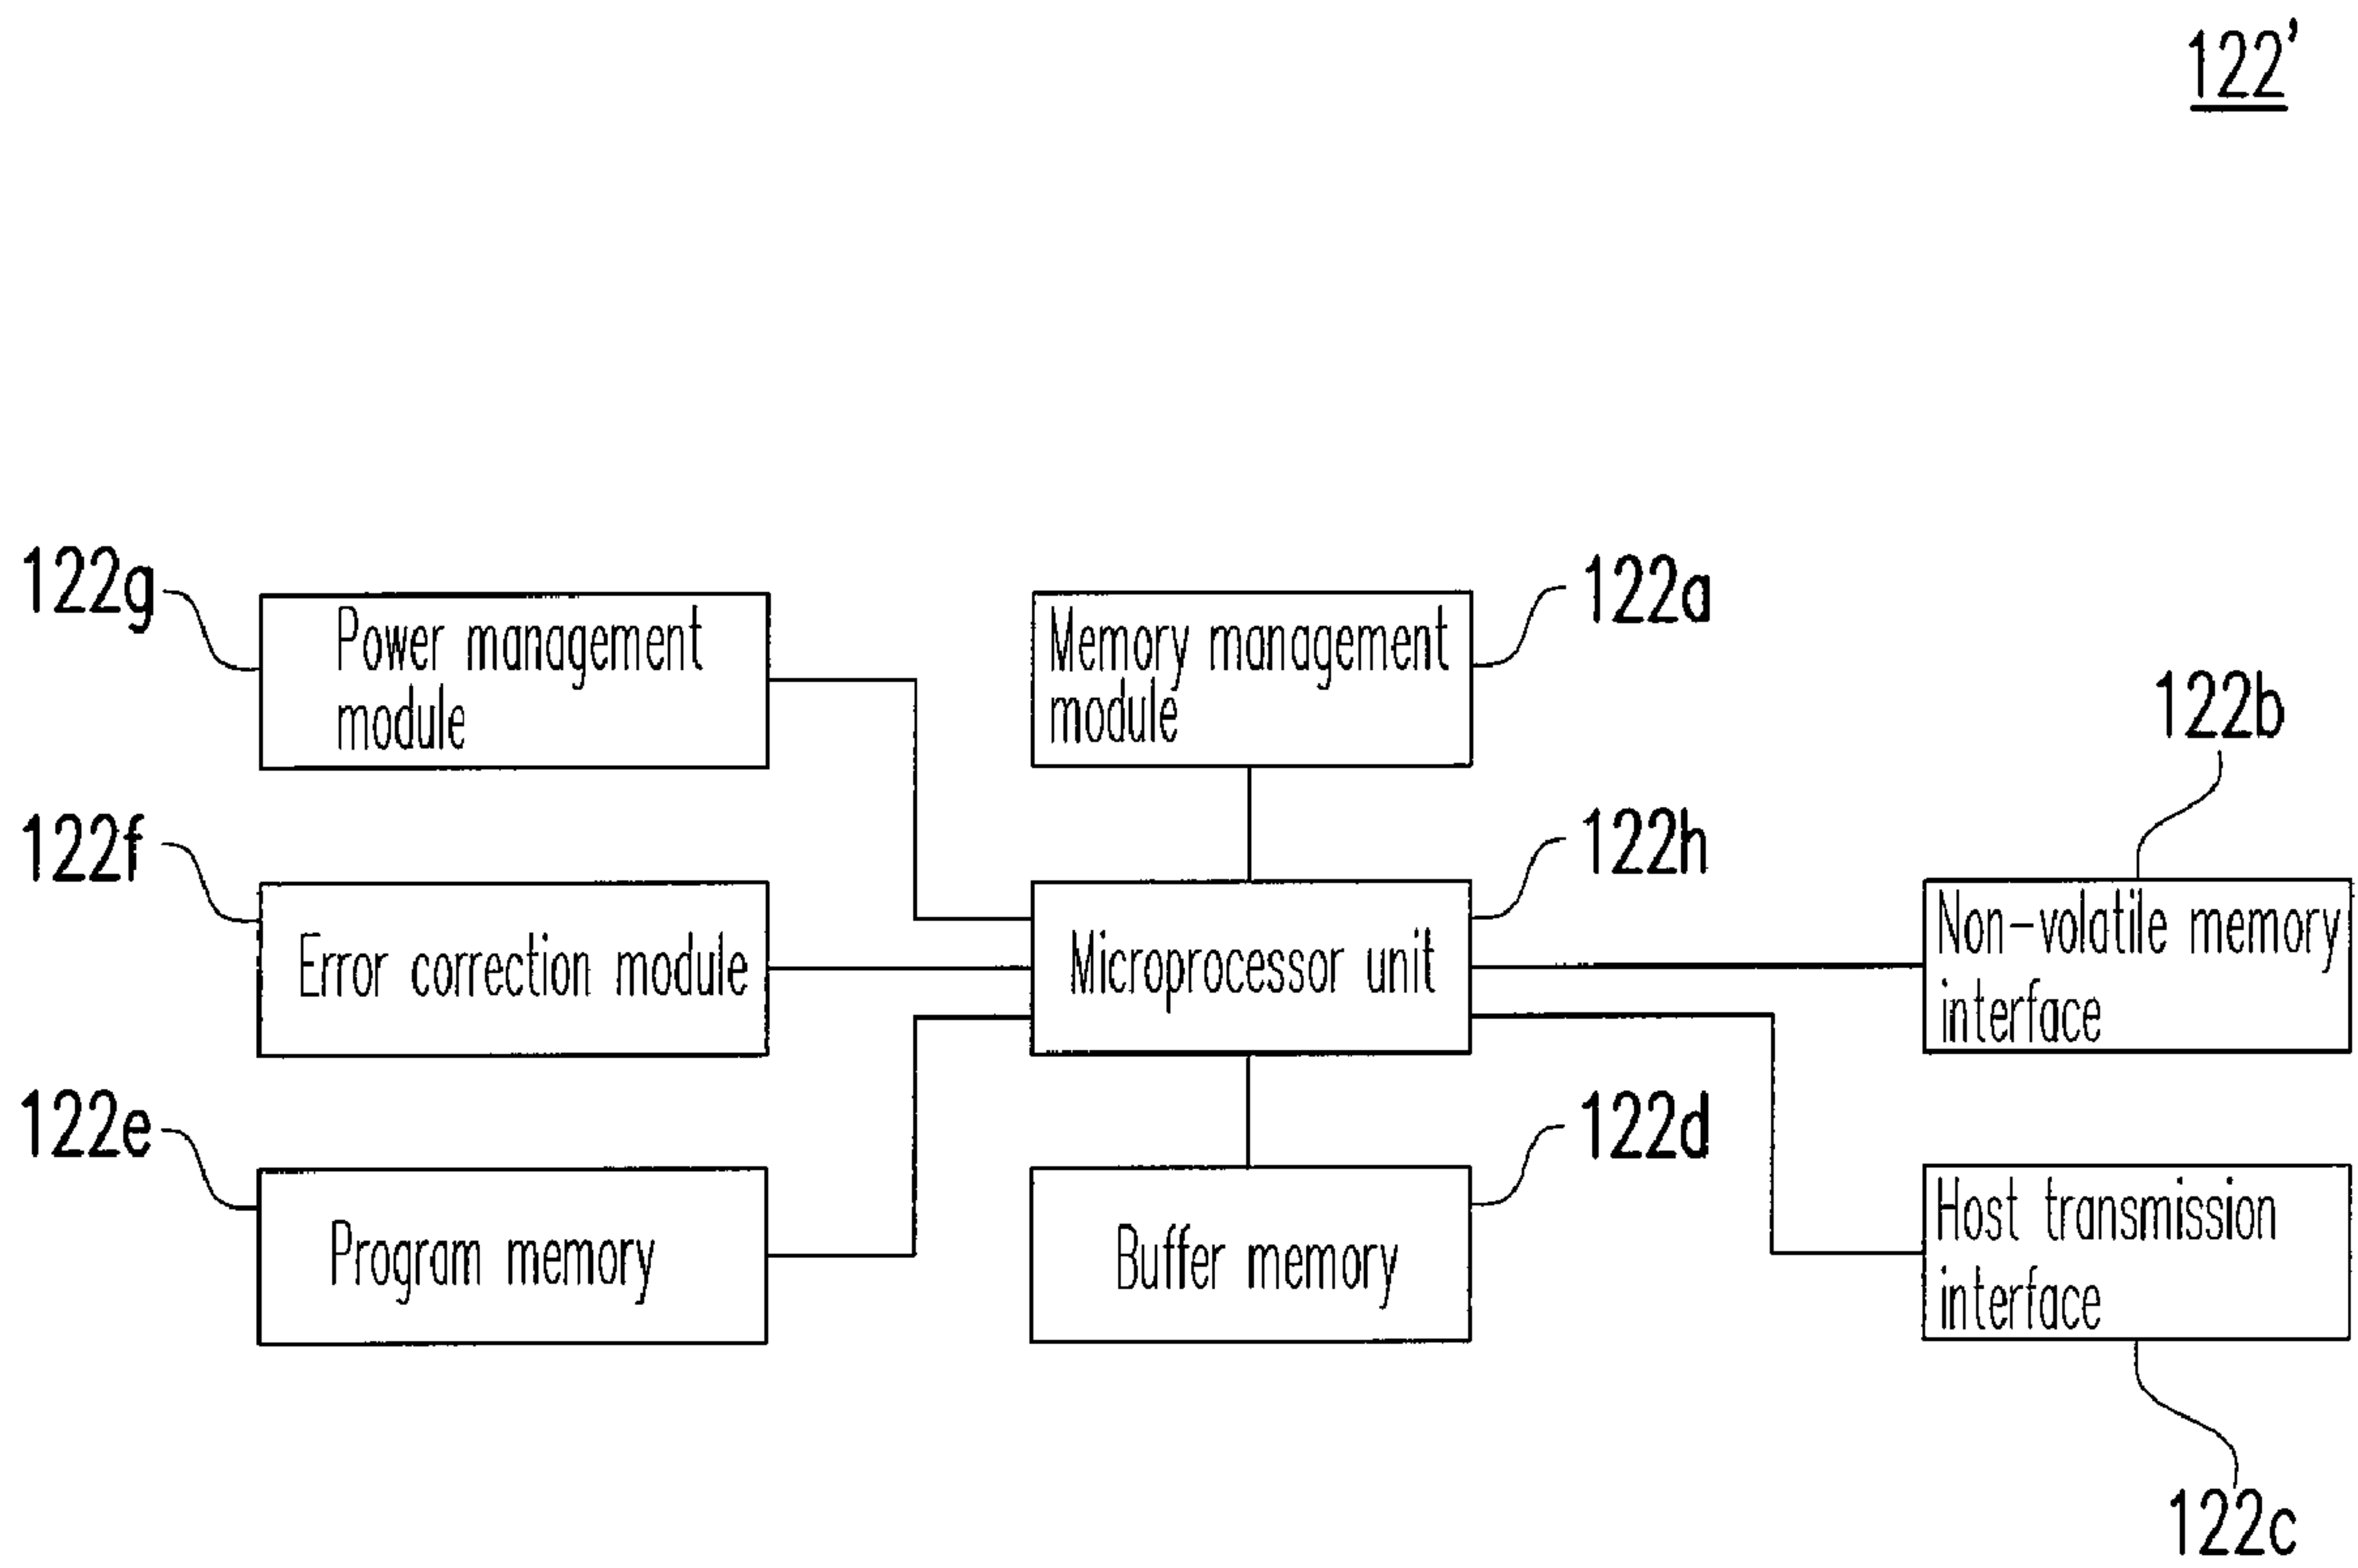 122'
122g
Power management
module
Memory management
module
122a
122b
122f
Error correction module
Microprocessor unit
122h
Non-volatile memory
interface
122e
Program memory
Buffer memory
122d
Host transmission
interface
122c